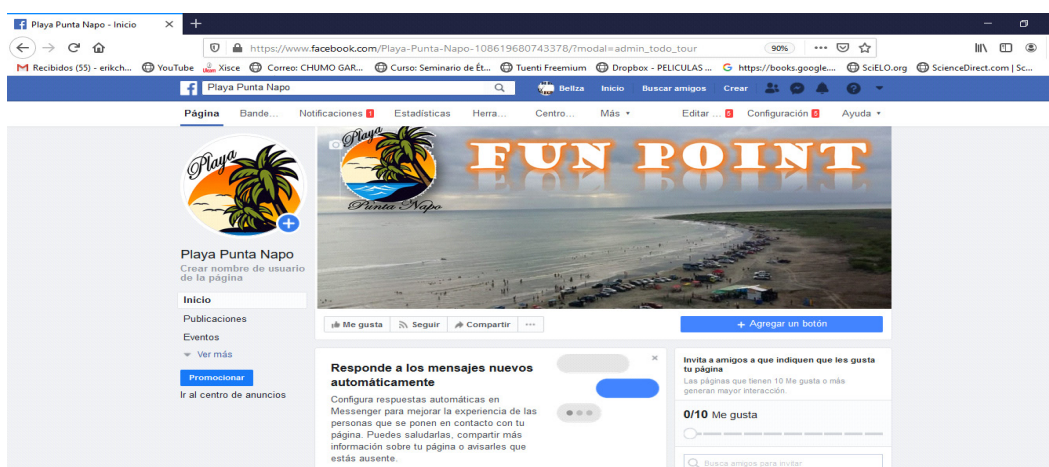 Playa Punta Napo - Inicio
https://www.facebook.com/Playa-Punta-Napo-108619680743378/?modal=admin_todo_tour
90%
Recibidos (55) - erikch... YouTube Xisce Correo: CHUMO GAR... Curso: Seminario de Ét... Tuenti Freemium Dropbox - PELICULAS ... https://books.google.... SciELO.org ScienceDirect.com | Sc...
Playa Punta Napo
Bellza Inicio Buscar amigos Crear
Página Bande... Notificaciones 1 Estadísticas Herra... Centro... Más Editar ... 5 Configuración 5 Ayuda
Playa
Playa
Punta Napo
FUN POINT
Playa Punta Napo
Crear nombre de usuario
de la página
Inicio
Publicaciones
Eventos
Ver más
Promocionar
Ir al centro de anuncios
Me gusta Seguir Compartir ...
+ Agregar un botón
Responde a los mensajes nuevos
automáticamente
Configura respuestas automáticas en
Messenger para mejorar la experiencia de las
personas que se ponen en contacto con tu
página. Puedes saludarlas, compartir más
información sobre tu página o avisarles que
estás ausente.
Invita a amigos a que indiquen que les gusta
tu página
Las páginas que tienen 10 Me gusta o más
generan mayor interacción.
0/10 Me gusta
Busca amigos para invitar